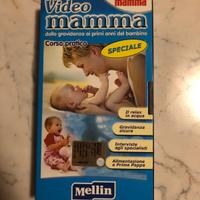 mamma
Video
mamma
dalla gravidanza ai primi anni del bambino
Corso pratico
SPECIALE
Il relax
in acqua
Gravidanza
sicura
Interviste
agli specialisti
Alimentazione
e Prime Pappe
Mellin